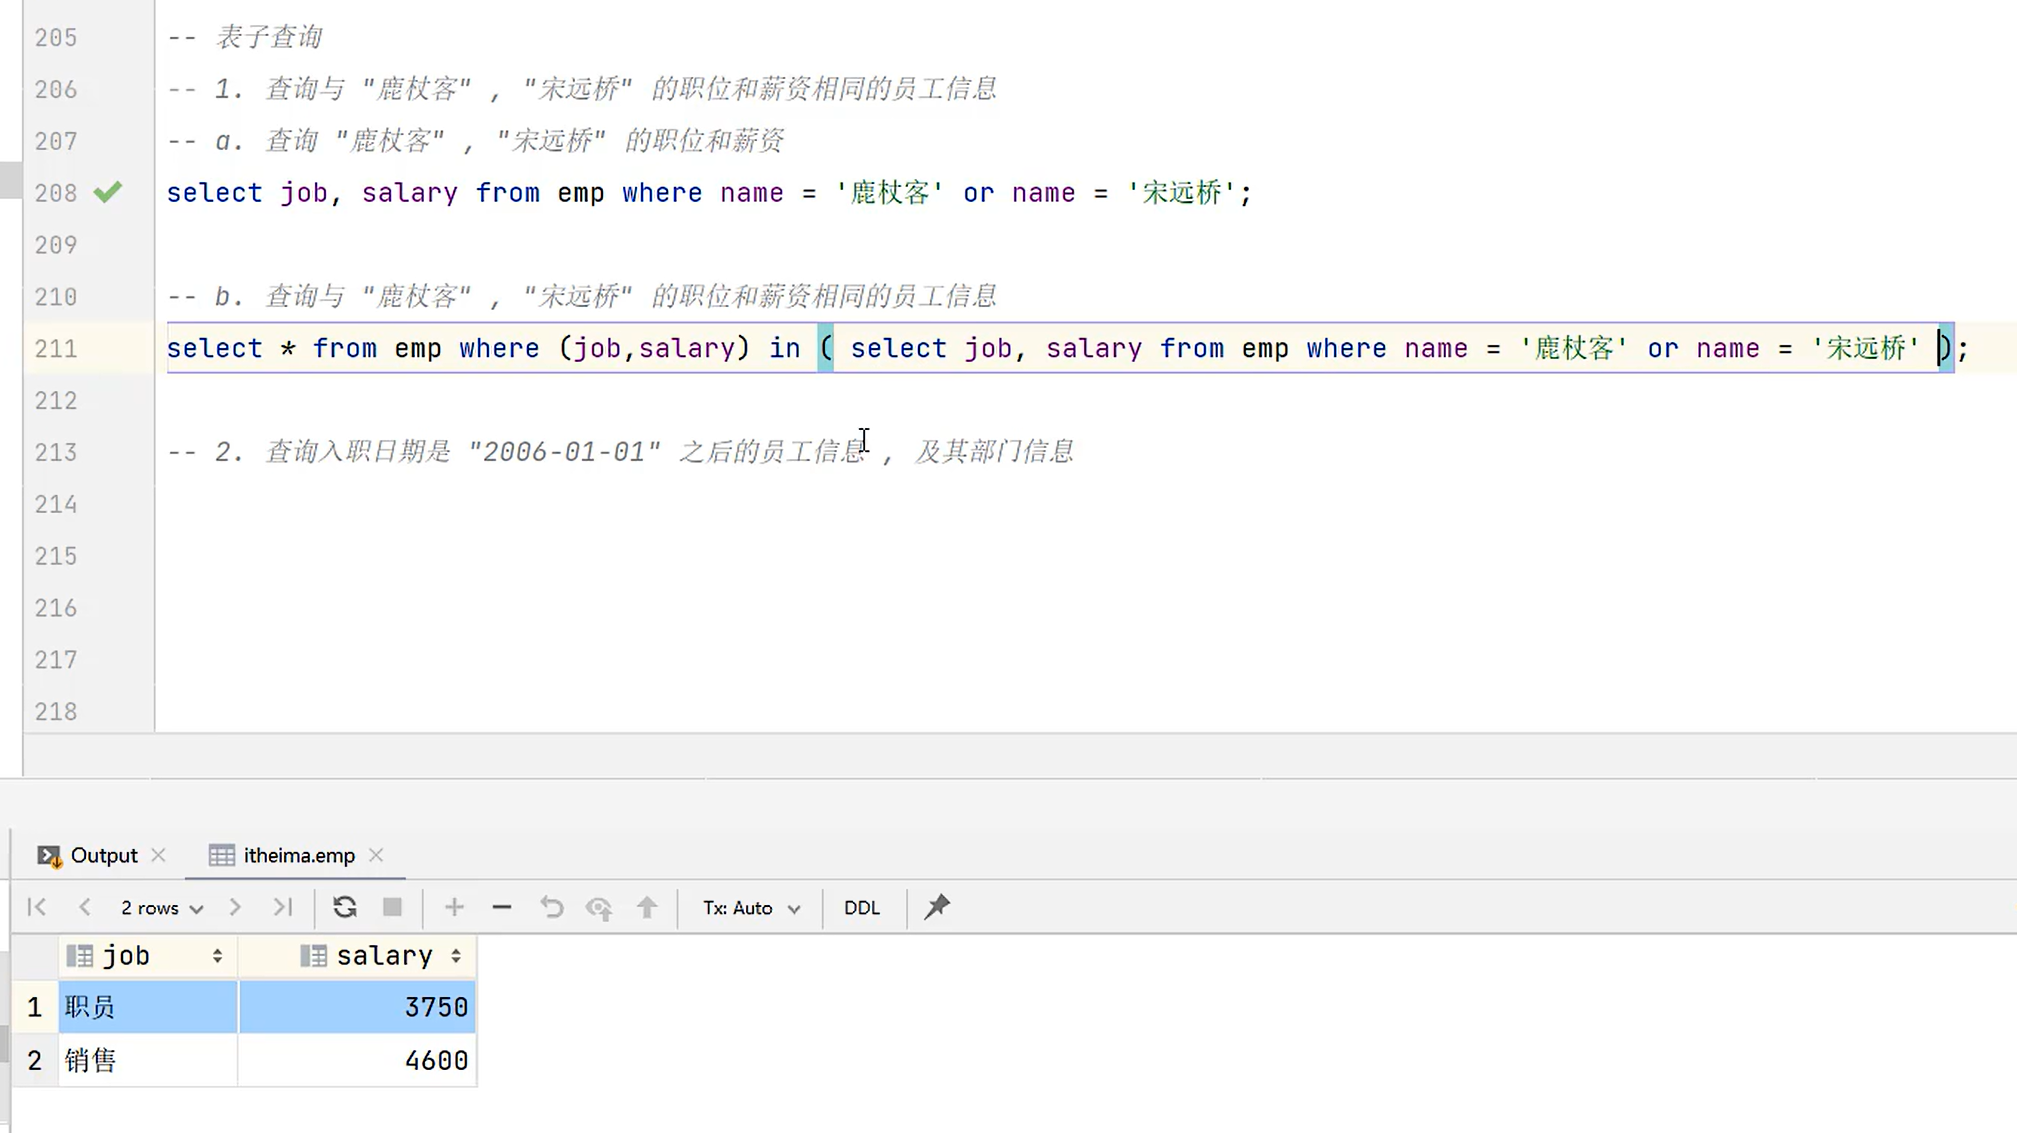 205 -- 表子查询
206 -- 1. 查询与 "鹿杖客" , "宋远桥" 的职位和薪资相同的员工信息
207 -- a. 查询 "鹿杖客" , "宋远桥" 的职位和薪资
208 select job, salary from emp where name = '鹿杖客' or name = '宋远桥';
209
210 -- b. 查询与 "鹿杖客" , "宋远桥" 的职位和薪资相同的员工信息
211 select * from emp where (job,salary) in ( select job, salary from emp where name = '鹿杖客' or name = '宋远桥' );
212
213 -- 2. 查询入职日期是 "2006-01-01" 之后的员工信息 , 及其部门信息
214
215
216
217
218
Output itheima.emp
2 rows Tx: Auto DDL
job salary
1 职员 3750
2 销售 4600